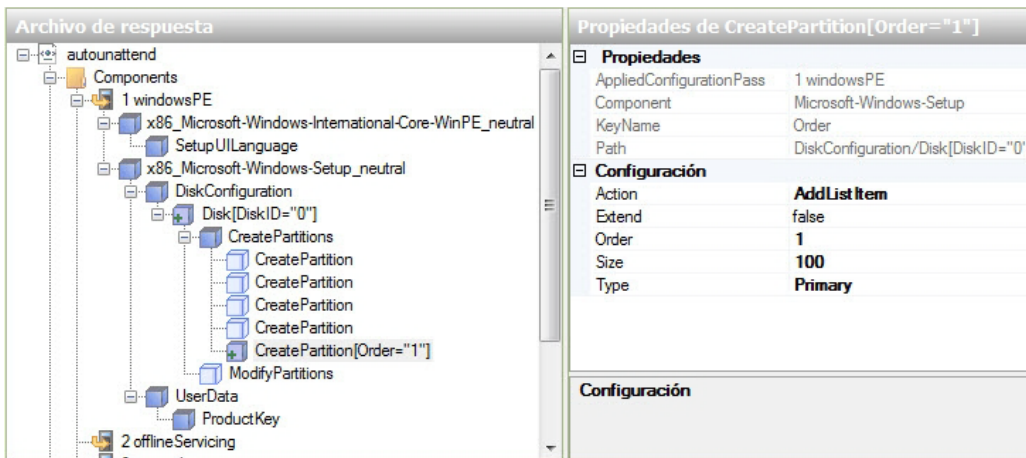 Archivo de respuesta
autounattend
Components
1 windowsPE
x86_Microsoft-Windows-International-Core-WinPE_neutral
SetupUILanguage
x86_Microsoft-Windows-Setup_neutral
DiskConfiguration
Disk[DiskID="0"]
CreatePartitions
CreatePartition
CreatePartition
CreatePartition
CreatePartition
CreatePartition[Order="1"]
ModifyPartitions
UserData
ProductKey
2 offlineServicing
Propiedades de CreatePartition[Order="1"]
Propiedades
AppliedConfigurationPass 1 windowsPE
Component Microsoft-Windows-Setup
KeyName Order
Path DiskConfiguration/Disk[DiskID="0"
Configuración
Action AddListItem
Extend false
Order 1
Size 100
Type Primary
Configuración